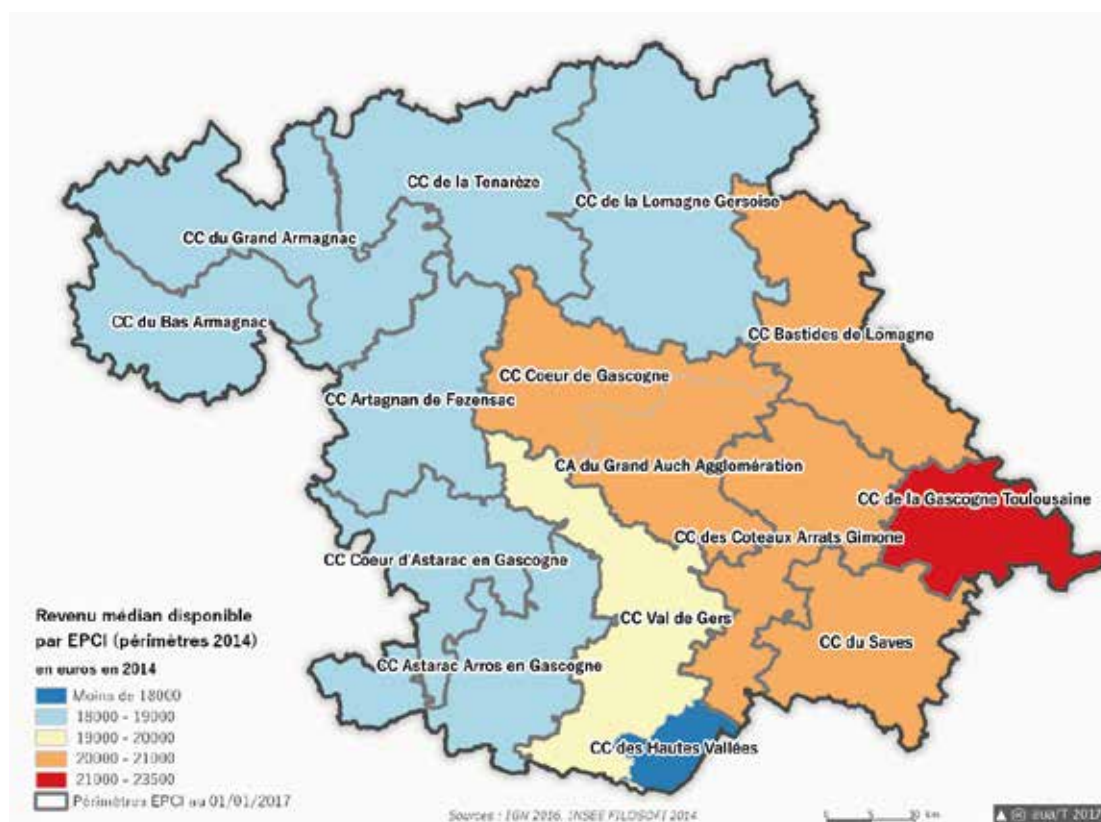 CC de la Tenarèze
CC de la Lomagne Gersoise
CC du Grand Armagnac
CC du Bas Armagnac
CC Bastides de Lomagne
CC Coeur de Gascogne
CC Artagnan de Fezensac
CA du Grand Auch Agglomération
CC de la Gascogne Toulousaine
CC des Coteaux Arrats Gimone
CC Coeur d'Astarac en Gascogne
CC Val de Gers
CC du Saves
CC Astarac Arros en Gascogne
CC des Hautes Vallées
Revenu médian disponible
par EPCI (périmètres 2014)
en euros en 2014
Moins de 18000
18000 - 19000
19000 - 20000
20000 - 21000
21000 - 23500
Périmètres EPCI au 01/01/2017
Sources : IGN 2016, INSEE FILOSOFI 2014
5 10 km
aua/T 2017